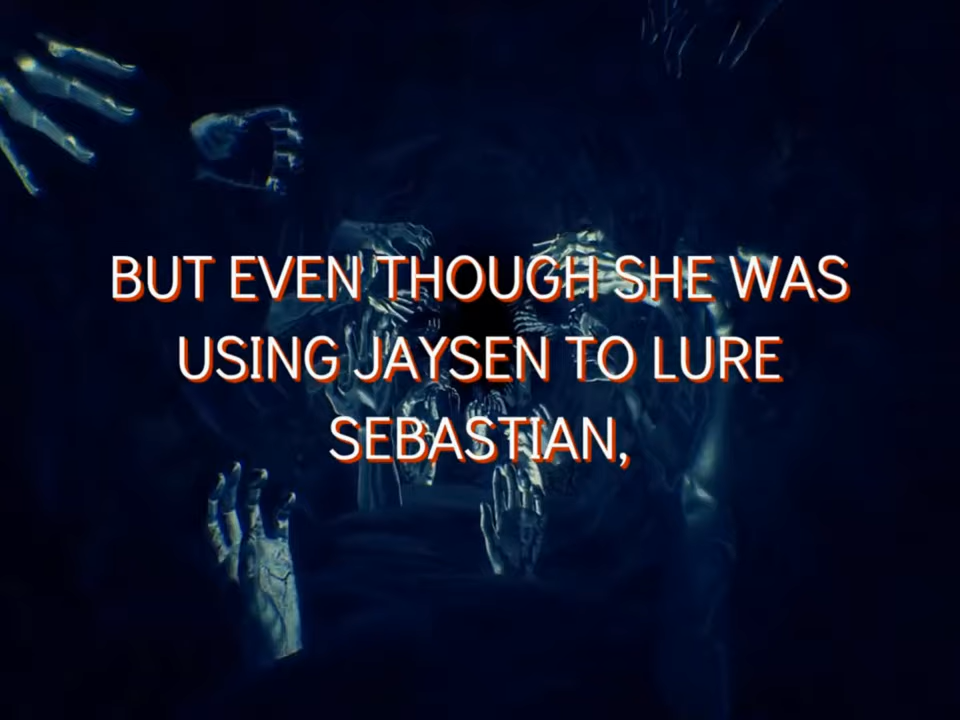 BUT EVEN THOUGH SHE WAS
USING JAYSEN TO LURE
SEBASTIAN,